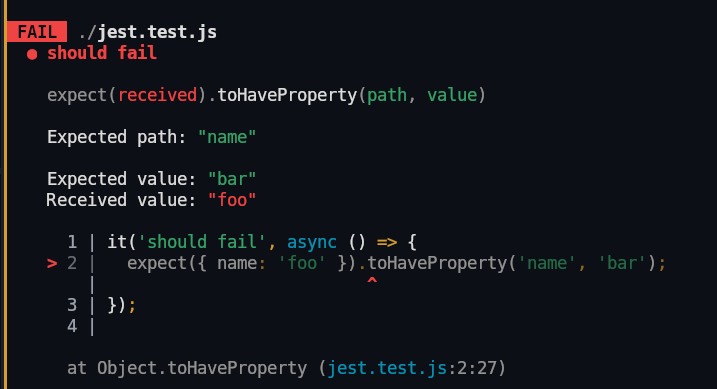 FAIL ./jest.test.js
● should fail
expect(received).toHaveProperty(path, value)
Expected path: "name"
Expected value: "bar"
Received value: "foo"
1 | it('should fail', async () => {
> 2 |   expect({ name: 'foo' }).toHaveProperty('name', 'bar');
|                           ^
3 | });
4 |
at Object.toHaveProperty (jest.test.js:2:27)